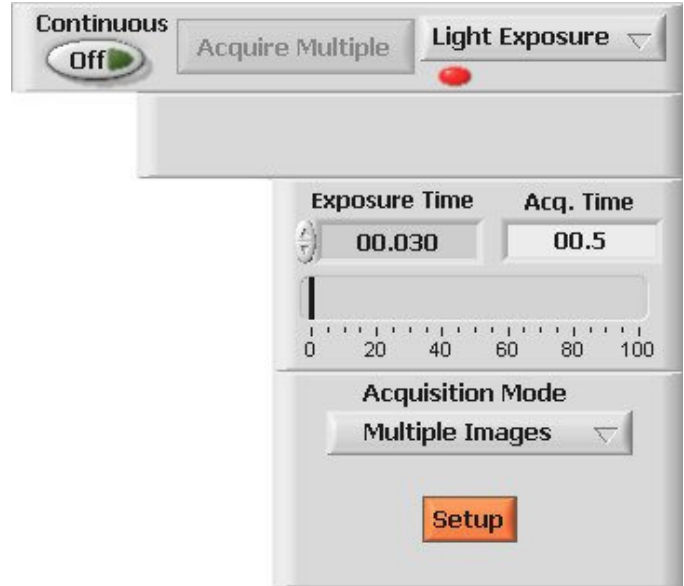 Continuous
Off
Acquire Multiple
Light Exposure
Exposure Time
Acq. Time
00.030
00.5
0 20 40 60 80 100
Acquisition Mode
Multiple Images
Setup